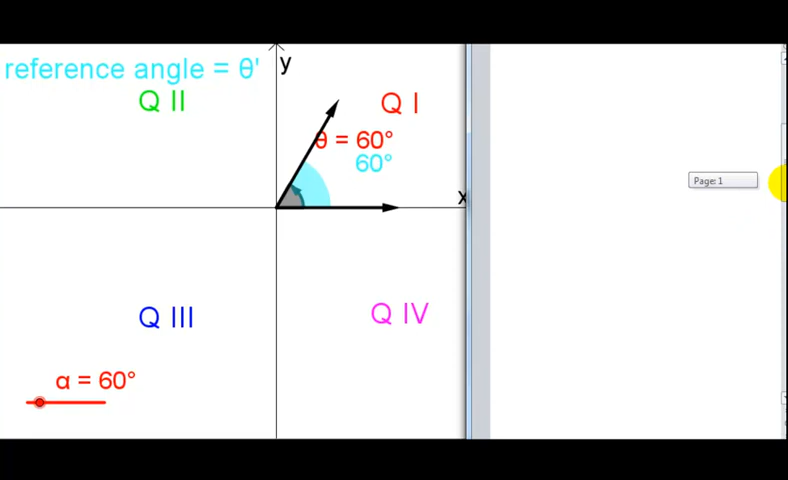 reference angle = θ'
y
Q II
Q I
θ = 60°
60°
Page: 1
x
Q III
Q IV
α = 60°